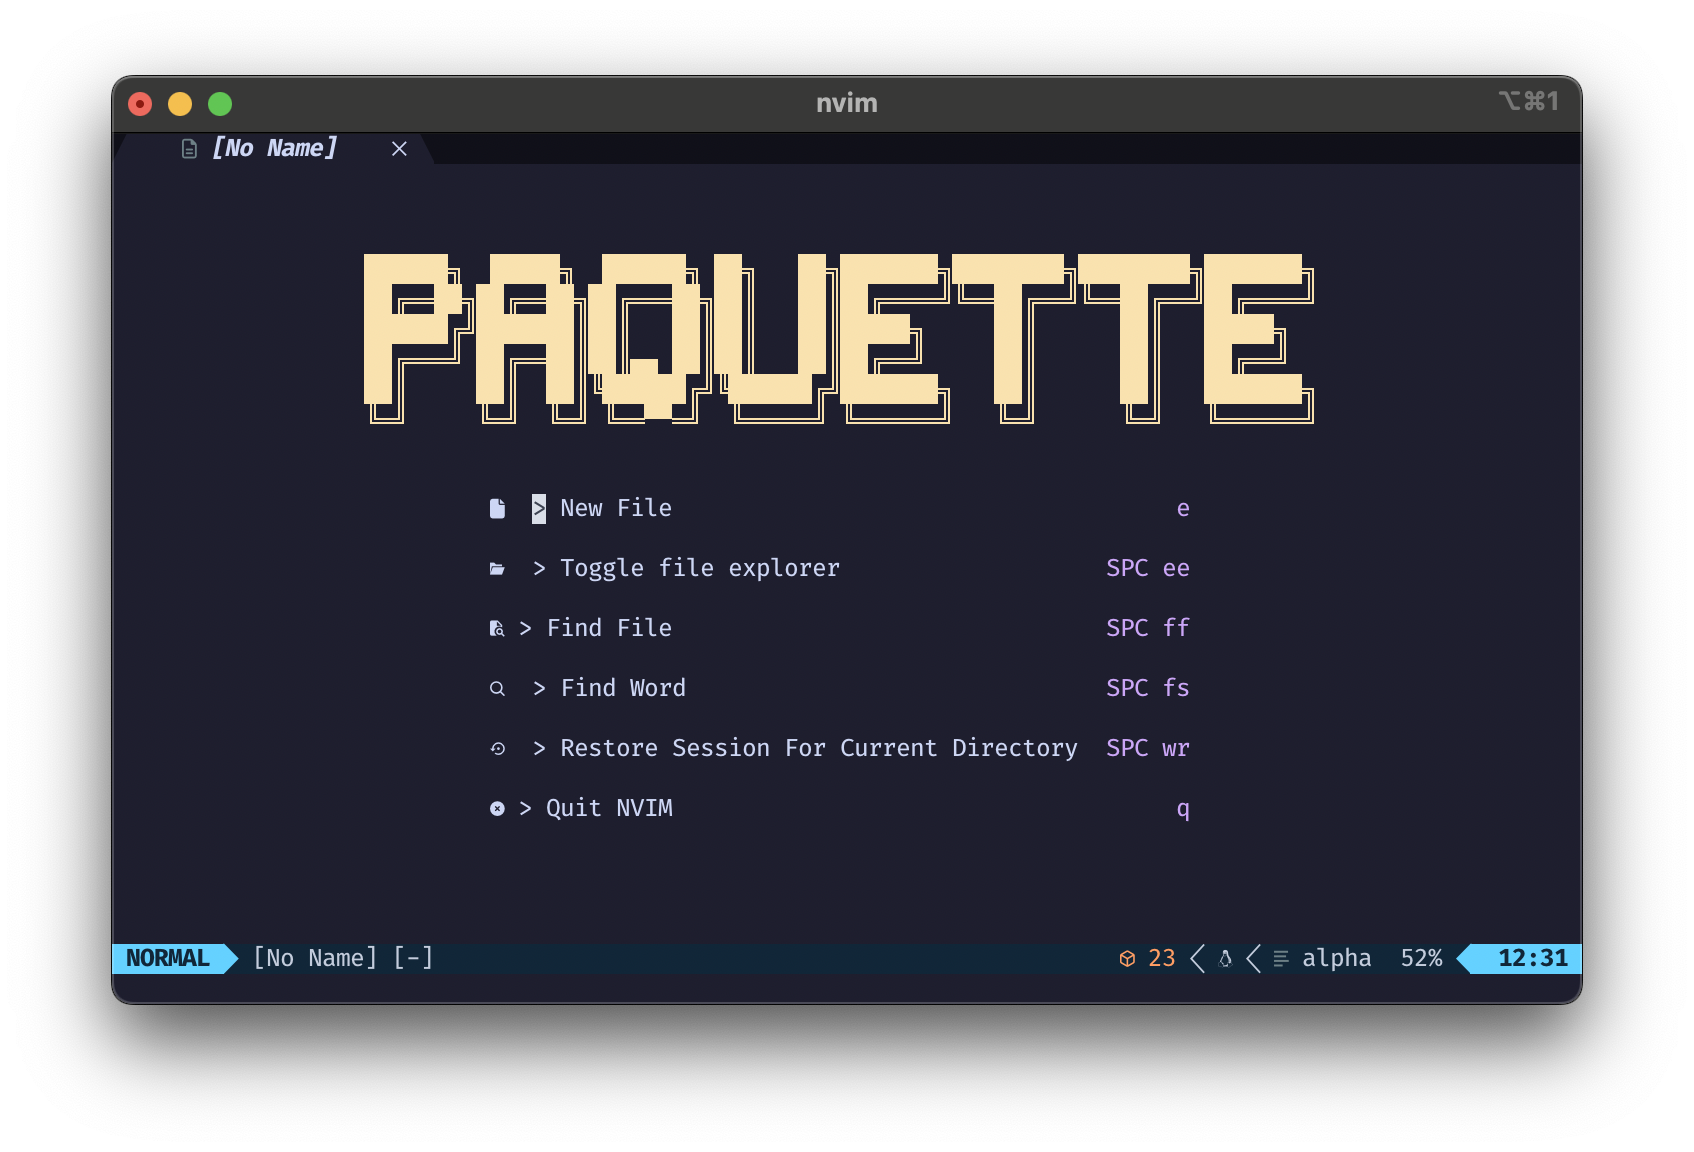 nvim ⌥⌘1
[No Name] ×
PAQUETTE
> New File e
> Toggle file explorer SPC ee
> Find File SPC ff
> Find Word SPC fs
> Restore Session For Current Directory SPC wr
> Quit NVIM q
NORMAL [No Name] [-] 23 alpha 52% 12:31